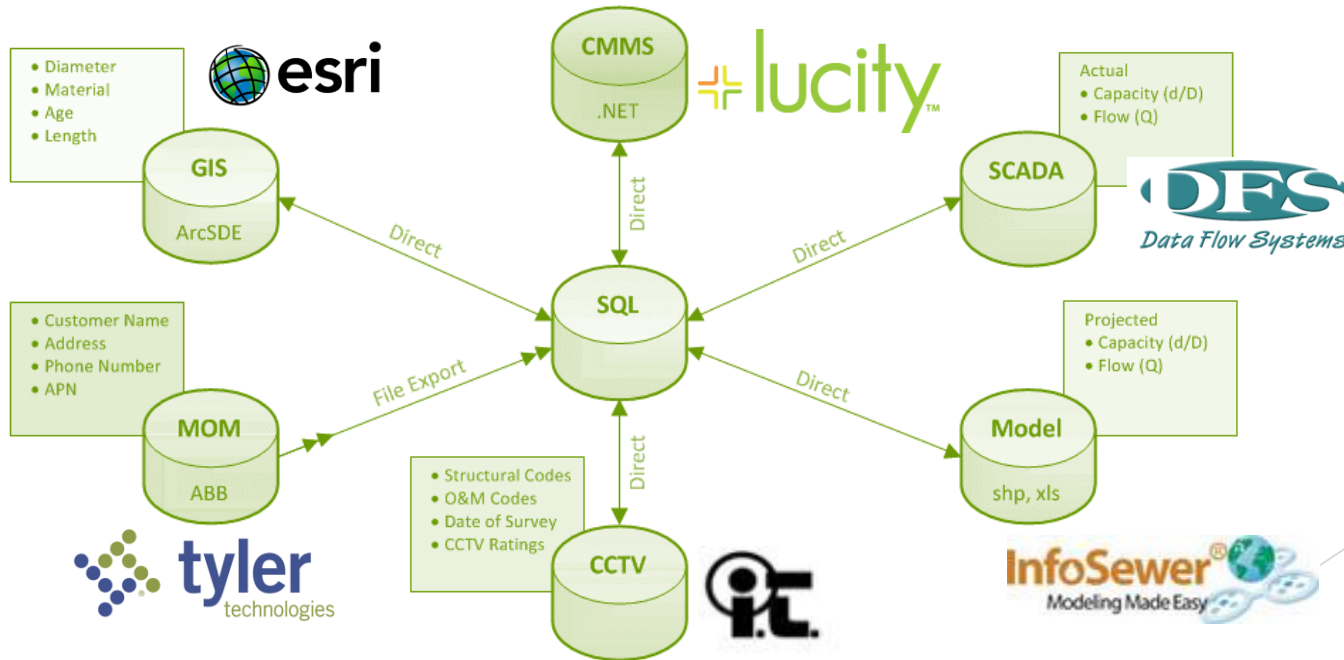 CMMS
.NET
lucity™
esri
• Diameter
• Material
• Age
• Length
GIS
ArcSDE
Direct
Direct
Actual
• Capacity (d/D)
• Flow (Q)
SCADA
DFS
Data Flow Systems
Direct
SQL
• Customer Name
• Address
• Phone Number
• APN
MOM
ABB
File Export
tyler
technologies
Direct
• Structural Codes
• O&M Codes
• Date of Survey
• CCTV Ratings
CCTV
i.t.
Direct
Projected
• Capacity (d/D)
• Flow (Q)
Model
shp, xls
InfoSewer®
Modeling Made Easy